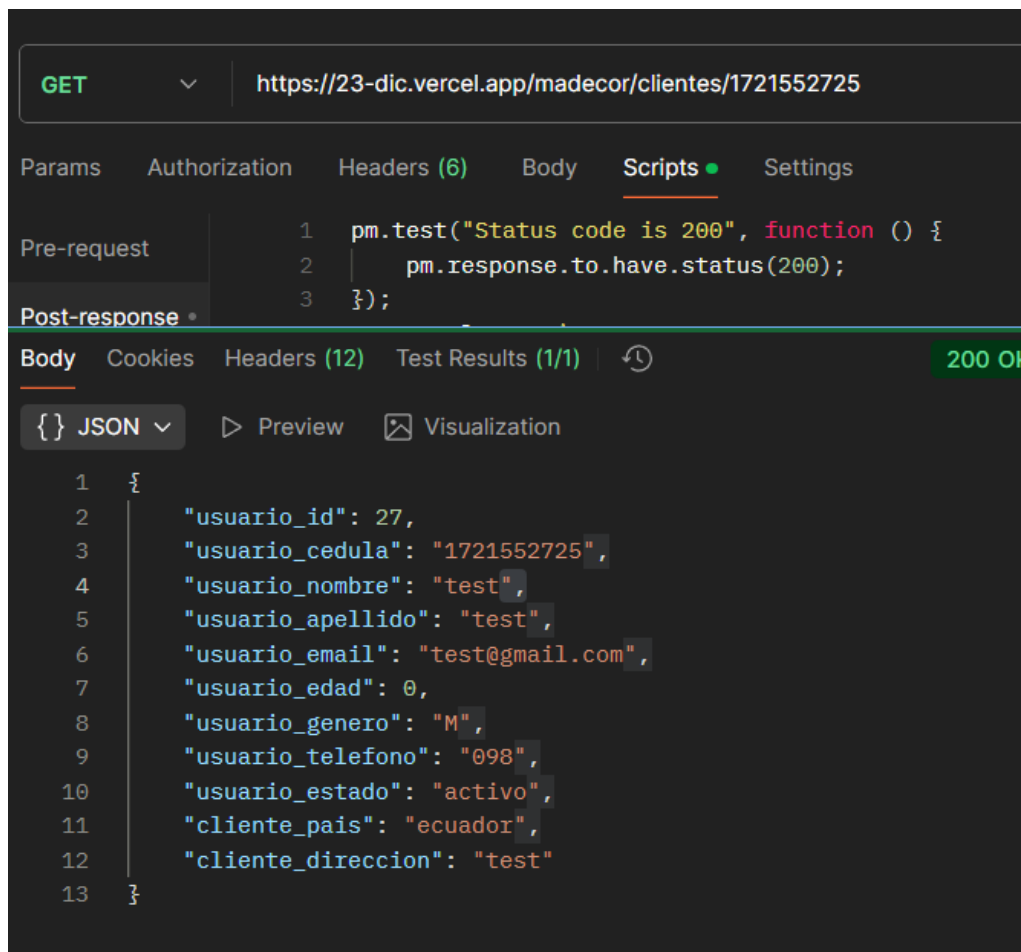 GET https://23-dic.vercel.app/madecor/clientes/1721552725
Params Authorization Headers (6) Body Scripts Settings
Pre-request
Post-response
1 pm.test("Status code is 200", function () {
2 pm.response.to.have.status(200);
3 });
Body Cookies Headers (12) Test Results (1/1) 200 OK
{} JSON Preview Visualization
1 {
2 "usuario_id": 27,
3 "usuario_cedula": "1721552725",
4 "usuario_nombre": "test",
5 "usuario_apellido": "test",
6 "usuario_email": "test@gmail.com",
7 "usuario_edad": 0,
8 "usuario_genero": "M",
9 "usuario_telefono": "098",
10 "usuario_estado": "activo",
11 "cliente_pais": "ecuador",
12 "cliente_direccion": "test"
13 }